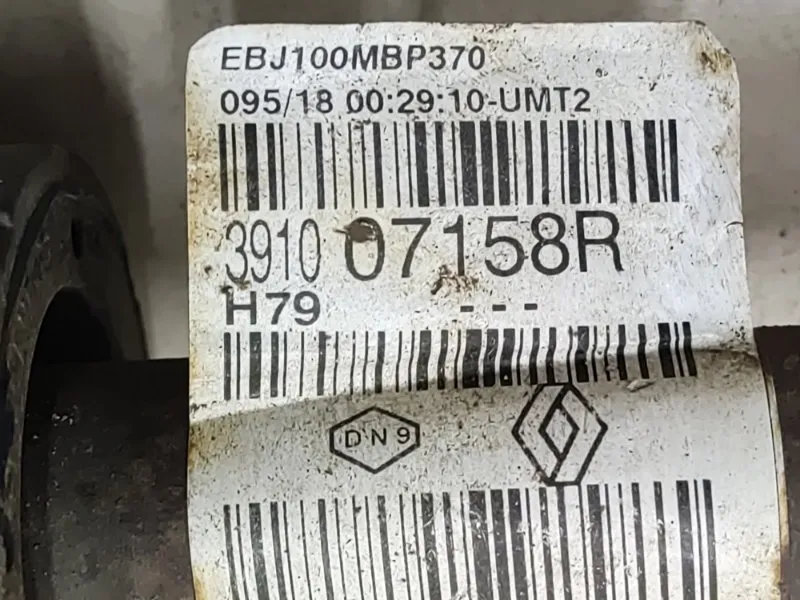 EBJ100MBP370
095/18 00:29:10-UMT2
3910 07158R
H79 ---
DN9